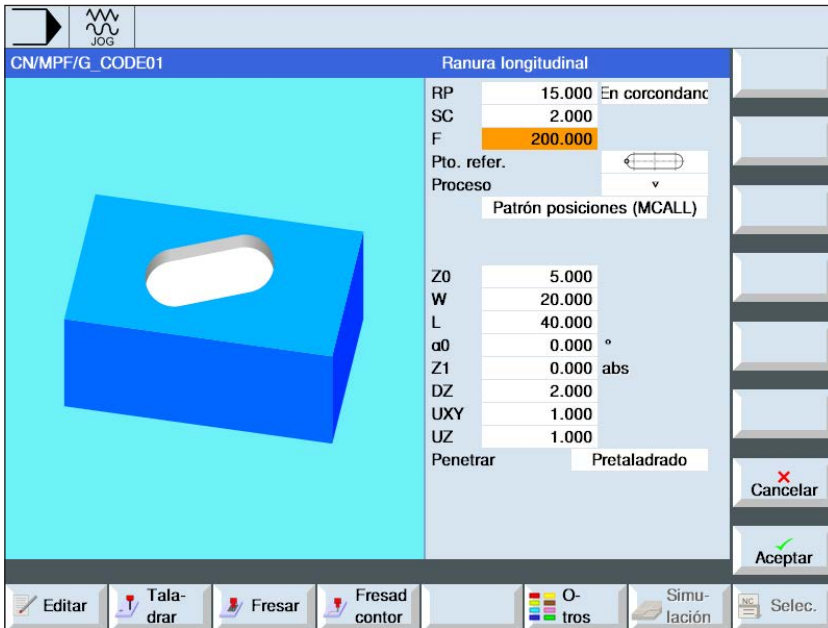 JOG
CN/MPF/G_CODE01
Ranura longitudinal
RP 15.000 En corcondanc
SC 2.000
F 200.000
Pto. refer.
Proceso ▿
Patrón posiciones (MCALL)
Z0 5.000
W 20.000
L 40.000
α0 0.000 °
Z1 0.000 abs
DZ 2.000
UXY 1.000
UZ 1.000
Penetrar Pretaladrado
Cancelar
Aceptar
Editar
Tala-
drar
Fresar
Fresad
contor
O-
tros
Simu-
lación
NC
Selec.